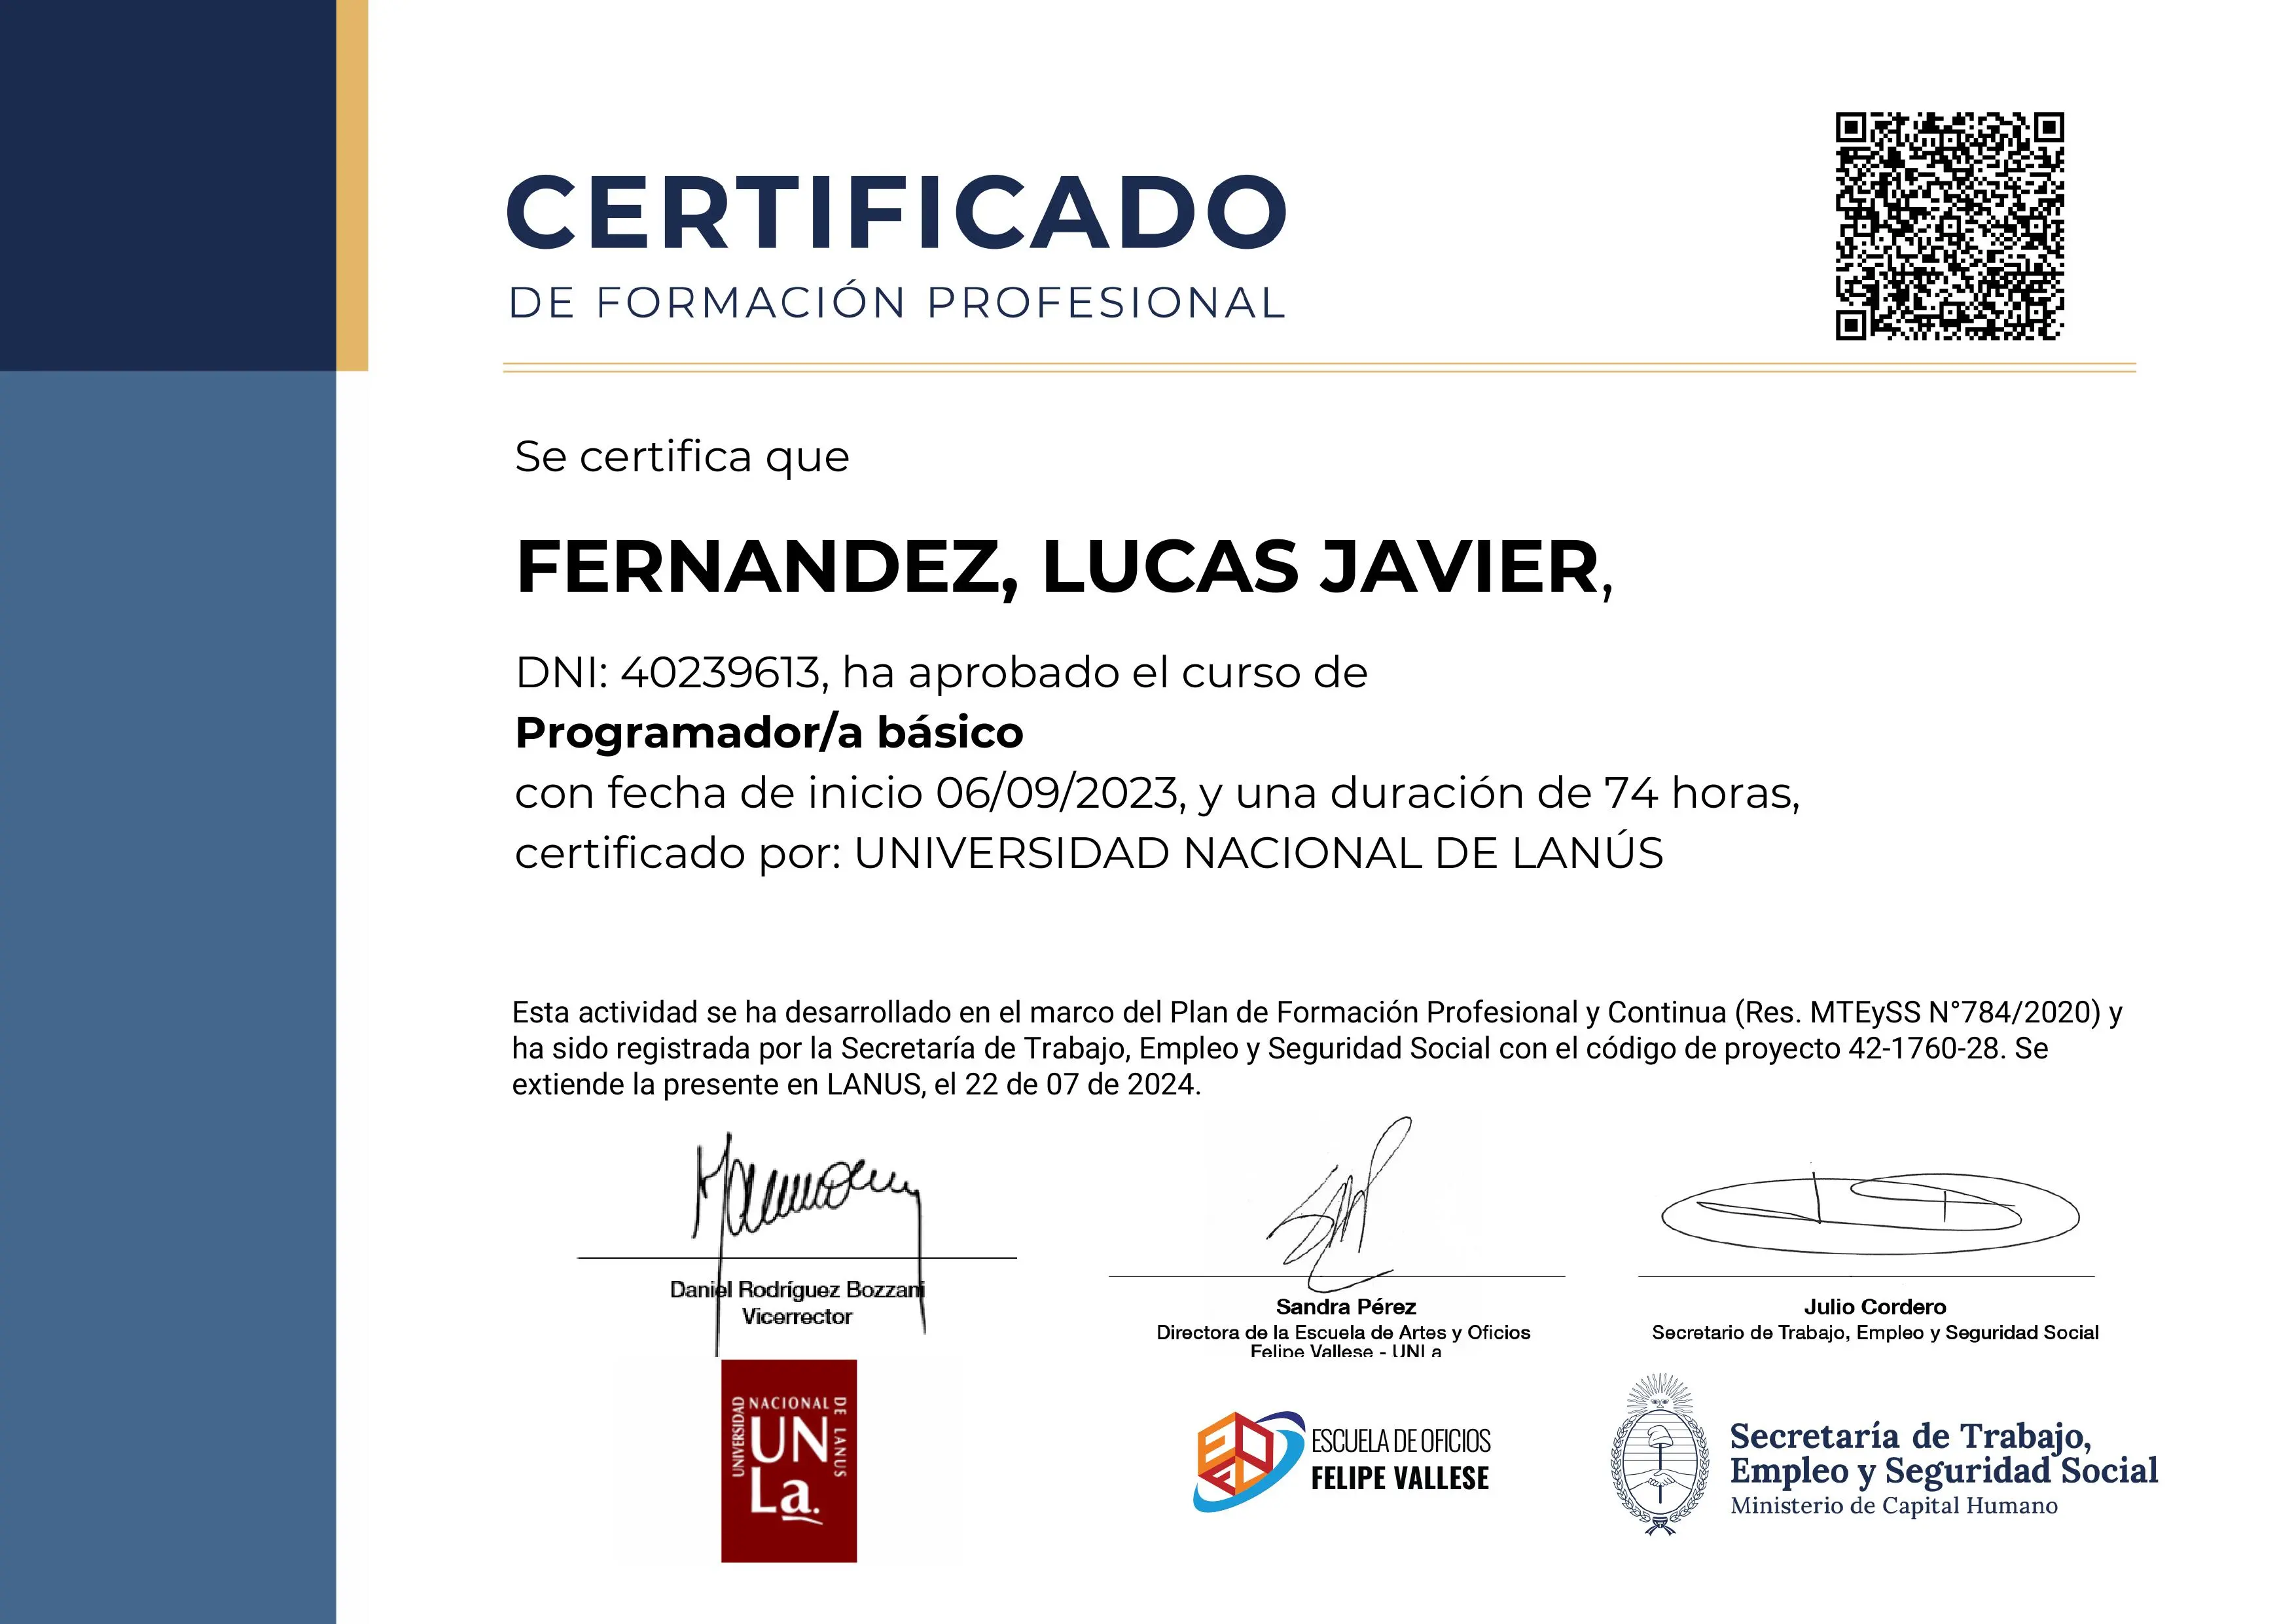 CERTIFICADO
DE FORMACIÓN PROFESIONAL
Se certifica que
FERNANDEZ, LUCAS JAVIER,
DNI: 40239613, ha aprobado el curso de
Programador/a básico
con fecha de inicio 06/09/2023, y una duración de 74 horas,
certificado por: UNIVERSIDAD NACIONAL DE LANÚS
Esta actividad se ha desarrollado en el marco del Plan de Formación Profesional y Continua (Res. MTEySS N°784/2020) y
ha sido registrada por la Secretaría de Trabajo, Empleo y Seguridad Social con el código de proyecto 42-1760-28. Se
extiende la presente en LANUS, el 22 de 07 de 2024.
Daniel Rodríguez Bozzani
Vicerrector
Sandra Pérez
Directora de la Escuela de Artes y Oficios
Felipe Vallese - UNLa
Julio Cordero
Secretario de Trabajo, Empleo y Seguridad Social
UNIVERSIDAD NACIONAL DE LANUS
UN
La.
ESCUELA DE OFICIOS
FELIPE VALLESE
Secretaría de Trabajo,
Empleo y Seguridad Social
Ministerio de Capital Humano